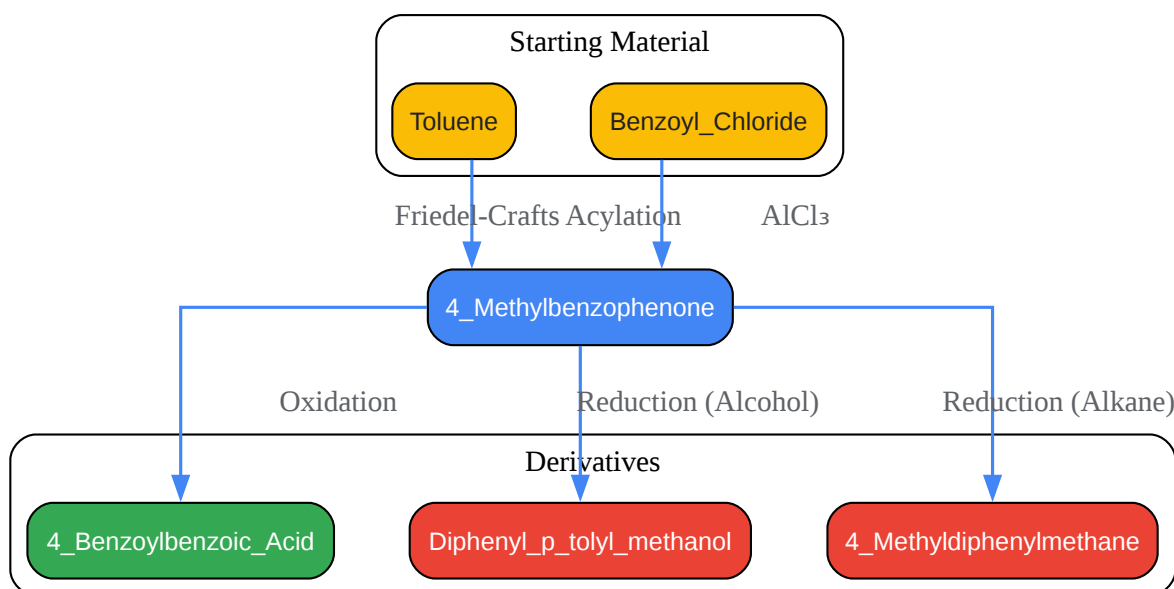 Starting Material
Toluene
Benzoyl_Chloride
Friedel-Crafts Acylation
AlCl₃
4_Methylbenzophenone
Oxidation
Reduction (Alcohol)
Reduction (Alkane)
Derivatives
4_Benzoylbenzoic_Acid
Diphenyl_p_tolyl_methanol
4_Methyldiphenylmethane